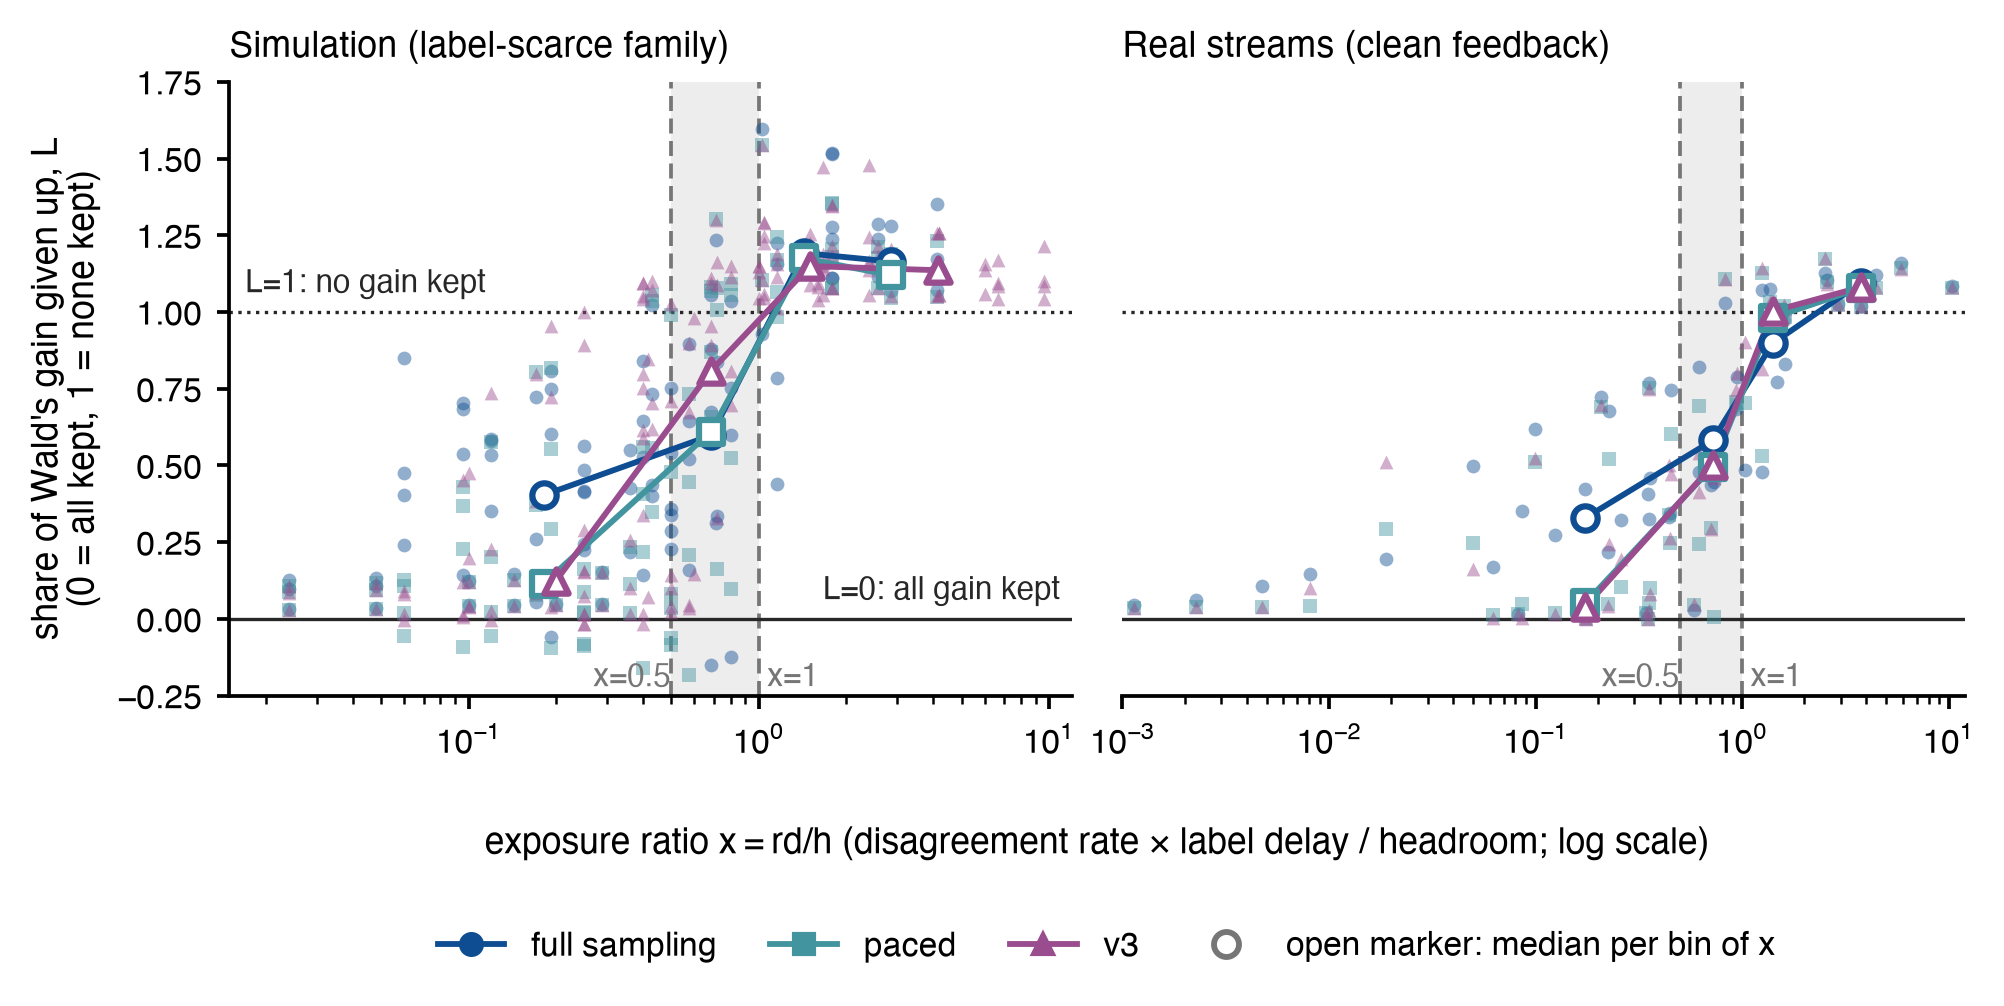 Simulation (label-scarce family)
Real streams (clean feedback)
share of Wald's gain given up, L
(0 = all kept, 1 = none kept)
1.75
1.50
1.25
1.00
0.75
0.50
0.25
0.00
−0.25
L=1: no gain kept
L=0: all gain kept
x=0.5
x=1
x=0.5
x=1
10⁻¹
10⁰
10¹
10⁻³
10⁻²
10⁻¹
10⁰
10¹
exposure ratio x = rd/h (disagreement rate × label delay / headroom; log scale)
full sampling
paced
v3
open marker: median per bin of x